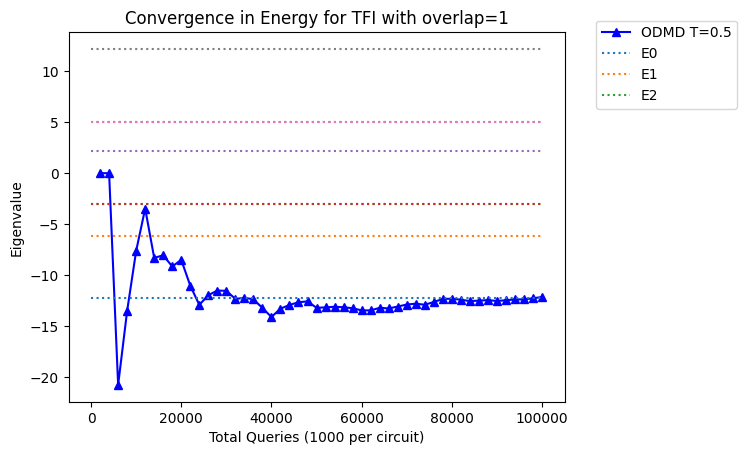 Convergence in Energy for TFI with overlap=1
ODMD T=0.5
E0
E1
E2
Eigenvalue
10
5
0
−5
−10
−15
−20
0
20000
40000
60000
80000
100000
Total Queries (1000 per circuit)